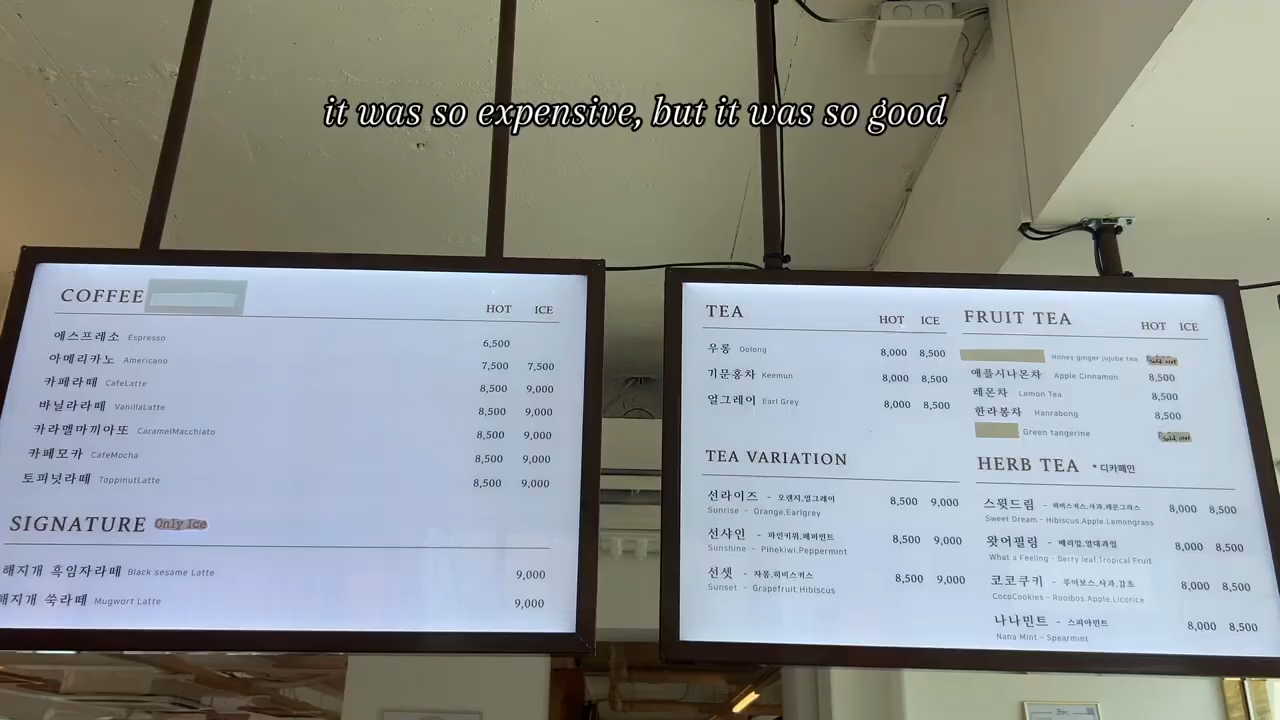 it was so expensive, but it was so good
COFFEE
HOT ICE
에스프레소 Espresso 6,500
아메리카노 Americano 7,500 7,500
카페라떼 CafeLatte 8,500 9,000
바닐라라떼 VanillaLatte 8,500 9,000
카라멜마끼아또 CaramelMacchiato 8,500 9,000
카페모카 CafeMocha 8,500 9,000
토피넛라떼 ToppinutLatte 8,500 9,000
SIGNATURE Only Ice
해지개 흑임자라떼 Black sesame Latte 9,000
해지개 쑥라떼 Mugwort Latte 9,000
TEA HOT ICE
우롱 Oolong 8,000 8,500
기문홍차 Keemun 8,000 8,500
얼그레이 Earl Grey 8,000 8,500
TEA VARIATION
선라이즈 - 오렌지.얼그레이 8,500 9,000
Sunrise - Orange.Earlgrey
선샤인 - 파인키위.페퍼민트 8,500 9,000
Sunshine - Pinekiwi.Peppermint
선셋 - 자몽.히비스커스 8,500 9,000
Sunset - Grapefruit.Hibiscus
FRUIT TEA HOT ICE
Honey ginger jujube tea Sold out
애플시나몬차 Apple Cinnamon 8,500
레몬차 Lemon Tea 8,500
한라봉차 Hanrabong 8,500
Green tangerine Sold out
HERB TEA * 디카페인
스윗드림 - 히비스커스.사과.레몬그라스 8,000 8,500
Sweet Dream - Hibiscus.Apple.Lemongrass
왓어필링 - 베리잎.열대과일 8,000 8,500
What a Feeling - Berry leaf.Tropical Fruit
코코쿠키 - 루이보스.사과.감초 8,000 8,500
CocoCookies - Rooibos.Apple.Licorice
나나민트 - 스피아민트 8,000 8,500
Nana Mint - Spearmint